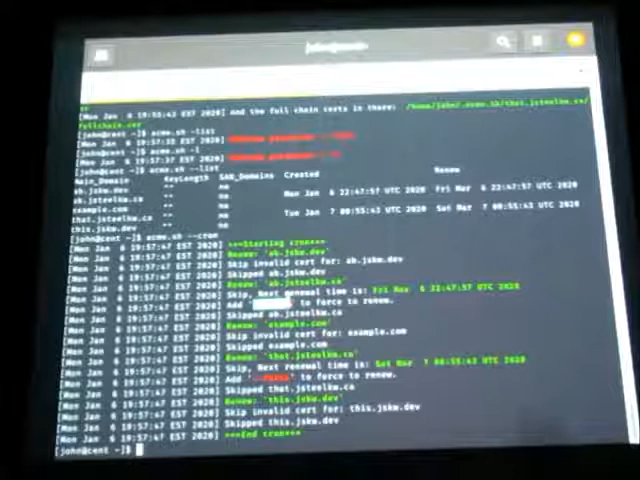 john@cent:~
[Mon Jan  6 19:55:43 EST 2020] And the full chain certs is there:  /home/john/.acme.sh/that.jsteelkw.ca/
fullchain.cer
[john@cent ~]$ acme.sh -list
[Mon Jan  6 19:57:33 EST 2020]
[john@cent ~]$ acme.sh -l
[Mon Jan  6 19:57:37 EST 2020]
[john@cent ~]$ acme.sh --list
Main_Domain  KeyLength  SAN_Domains  Created  Renew
ab.jskw.dev  ""  no
ab.jsteelkw.ca  ""  no  Mon Jan  6 22:47:57 UTC 2020  Fri Mar  6 22:47:57 UTC 2020
example.com  ""  no
that.jsteelkw.ca  ""  no  Tue Jan  7 00:55:43 UTC 2020  Sat Mar  7 00:55:43 UTC 2020
this.jskw.dev  ""  no
[john@cent ~]$ acme.sh --cron
[Mon Jan  6 19:57:47 EST 2020] ===Starting cron===
[Mon Jan  6 19:57:47 EST 2020] Renew: 'ab.jskw.dev'
[Mon Jan  6 19:57:47 EST 2020] Skip invalid cert for: ab.jskw.dev
[Mon Jan  6 19:57:47 EST 2020] Skipped ab.jskw.dev
[Mon Jan  6 19:57:47 EST 2020] Renew: 'ab.jsteelkw.ca'
[Mon Jan  6 19:57:47 EST 2020] Skip, Next renewal time is: Fri Mar  6 22:47:57 UTC 2020
[Mon Jan  6 19:57:47 EST 2020] Add ' ' to force to renew.
[Mon Jan  6 19:57:47 EST 2020] Skipped ab.jsteelkw.ca
[Mon Jan  6 19:57:47 EST 2020] Renew: 'example.com'
[Mon Jan  6 19:57:47 EST 2020] Skip invalid cert for: example.com
[Mon Jan  6 19:57:47 EST 2020] Skipped example.com
[Mon Jan  6 19:57:47 EST 2020] Renew: 'that.jsteelkw.ca'
[Mon Jan  6 19:57:47 EST 2020] Skip, Next renewal time is: Sat Mar  7 00:55:43 UTC 2020
[Mon Jan  6 19:57:47 EST 2020] Add '--force' to force to renew.
[Mon Jan  6 19:57:47 EST 2020] Skipped that.jsteelkw.ca
[Mon Jan  6 19:57:47 EST 2020] Renew: 'this.jskw.dev'
[Mon Jan  6 19:57:47 EST 2020] Skip invalid cert for: this.jskw.dev
[Mon Jan  6 19:57:47 EST 2020] Skipped this.jskw.dev
[Mon Jan  6 19:57:47 EST 2020] ===End cron===
[john@cent ~]$